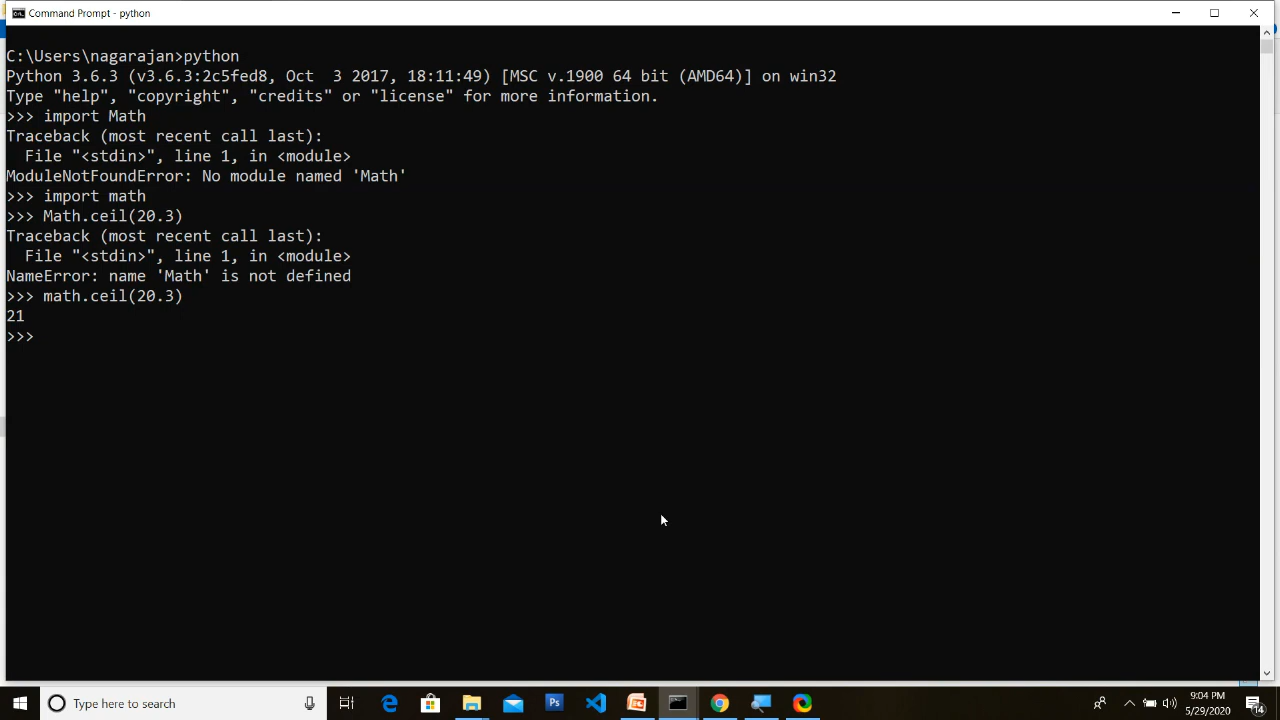 Command Prompt - python
C:\Users\nagarajan>python
Python 3.6.3 (v3.6.3:2c5fed8, Oct  3 2017, 18:11:49) [MSC v.1900 64 bit (AMD64)] on win32
Type "help", "copyright", "credits" or "license" for more information.
>>> import Math
Traceback (most recent call last):
  File "<stdin>", line 1, in <module>
ModuleNotFoundError: No module named 'Math'
>>> import math
>>> Math.ceil(20.3)
Traceback (most recent call last):
  File "<stdin>", line 1, in <module>
NameError: name 'Math' is not defined
>>> math.ceil(20.3)
21
>>>
Type here to search
Ps
9:04 PM
5/29/2020
14